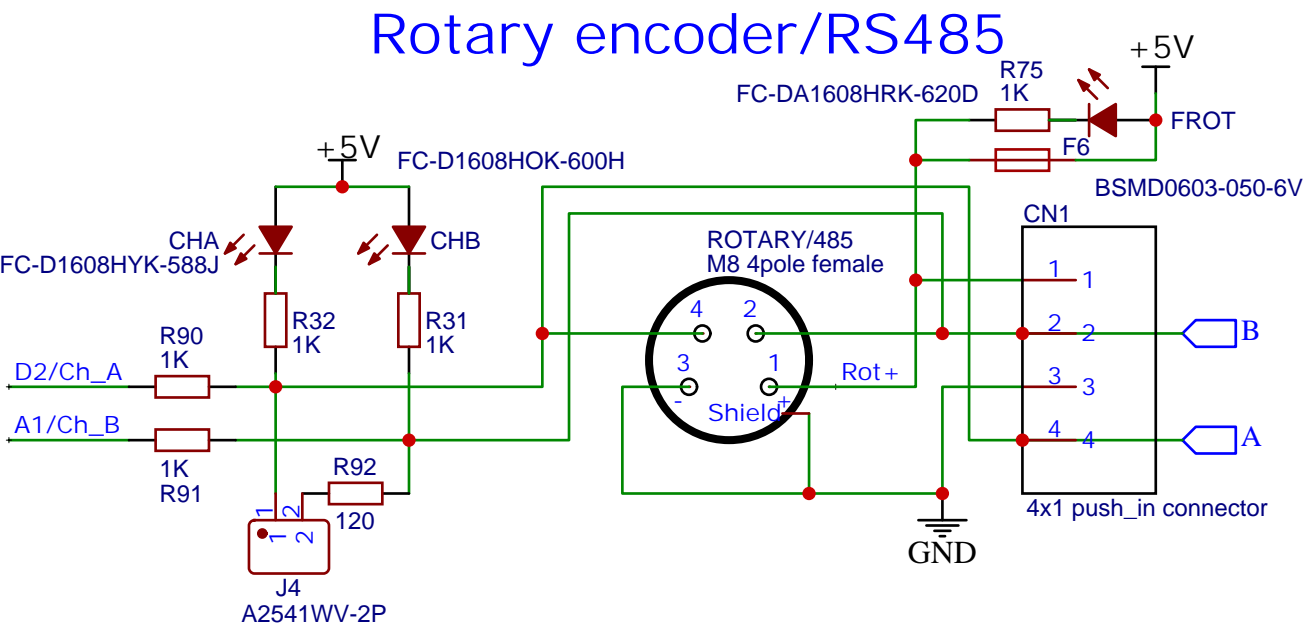 Rotary encoder/RS485
+5V
R75
1K
FC-DA1608HRK-620D
FROT
F6
BSMD0603-050-6V
+5V
FC-D1608HOK-600H
CHA
FC-D1608HYK-588J
CHB
R32
1K
R31
1K
R90
1K
D2/Ch_A
A1/Ch_B
1K
R91
R92
120
1 2
1 2
J4
A2541WV-2P
ROTARY/485
M8 4pole female
4 2
3 1
- +
Shield
Rot+
GND
CN1
1 1
2 2
3 3
4 4
B
A
4x1 push_in connector